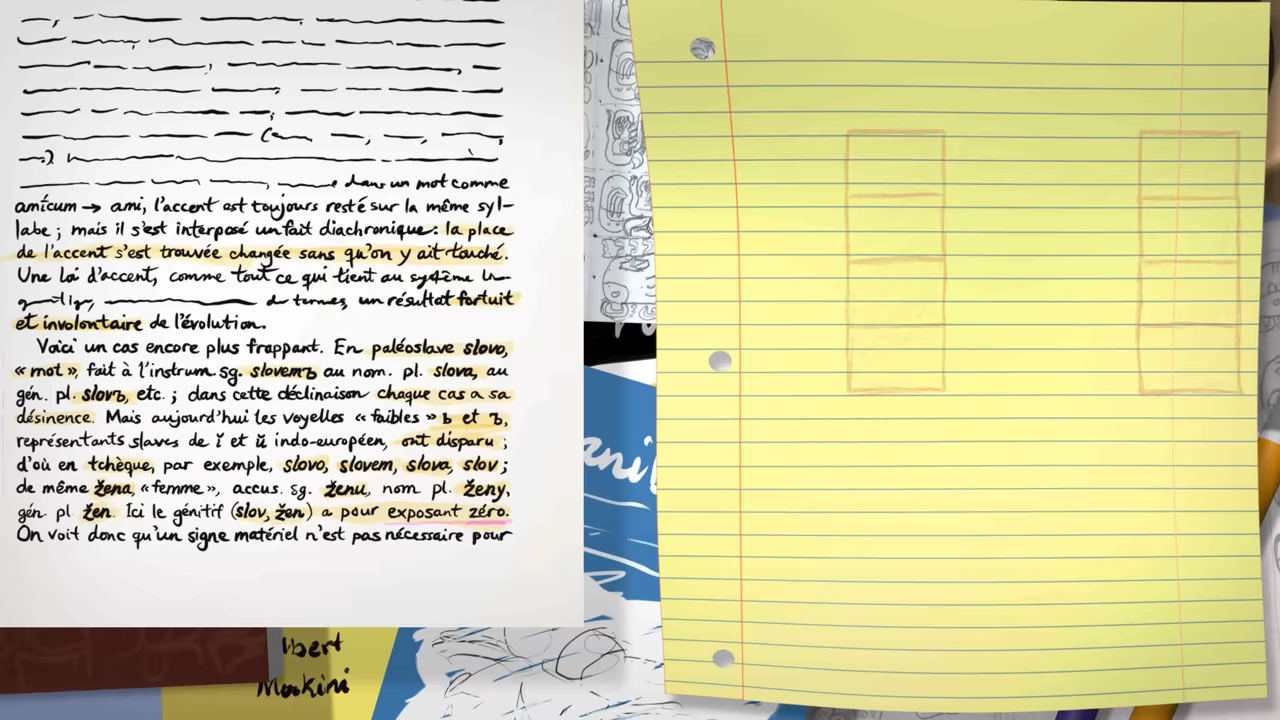 dans un mot comme
amícum → ami, l'accent est toujours resté sur la même syl-
labe ; mais il s'est interposé un fait diachronique : la place
de l'accent s'est trouvée changée sans qu'on y ait touché.
Une loi d'accent, comme tout ce qui tient au système
de termes, un résultat fortuit
et involontaire de l'évolution.
Voici un cas encore plus frappant. En paléoslave slovo,
« mot », fait à l'instrum. sg. slovemъ au nom. pl. slova, au
gén. pl. slovъ, etc. ; dans cette déclinaison chaque cas a sa
désinence. Mais aujourd'hui les voyelles « faibles » ь et ъ,
représentants slaves de ĭ et ŭ indo-européen, ont disparu ;
d'où en tchèque, par exemple, slovo, slovem, slova, slov ;
de même žena, « femme », accus. sg. ženu, nom pl. ženy,
gén. pl. žen. Ici le génitif (slov, žen) a pour exposant zéro.
On voit donc qu'un signe matériel n'est pas nécessaire pour